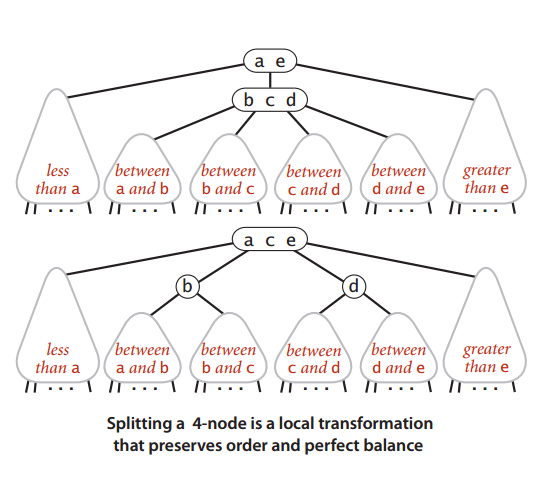 a e
b c d
less
than a
between
a and b
between
b and c
between
c and d
between
d and e
greater
than e
. . .
. . .
. . .
. . .
. . .
. . .
a c e
b
d
less
than a
between
a and b
between
b and c
between
c and d
between
d and e
greater
than e
. . .
. . .
. . .
. . .
. . .
. . .
Splitting a 4-node is a local transformation
that preserves order and perfect balance